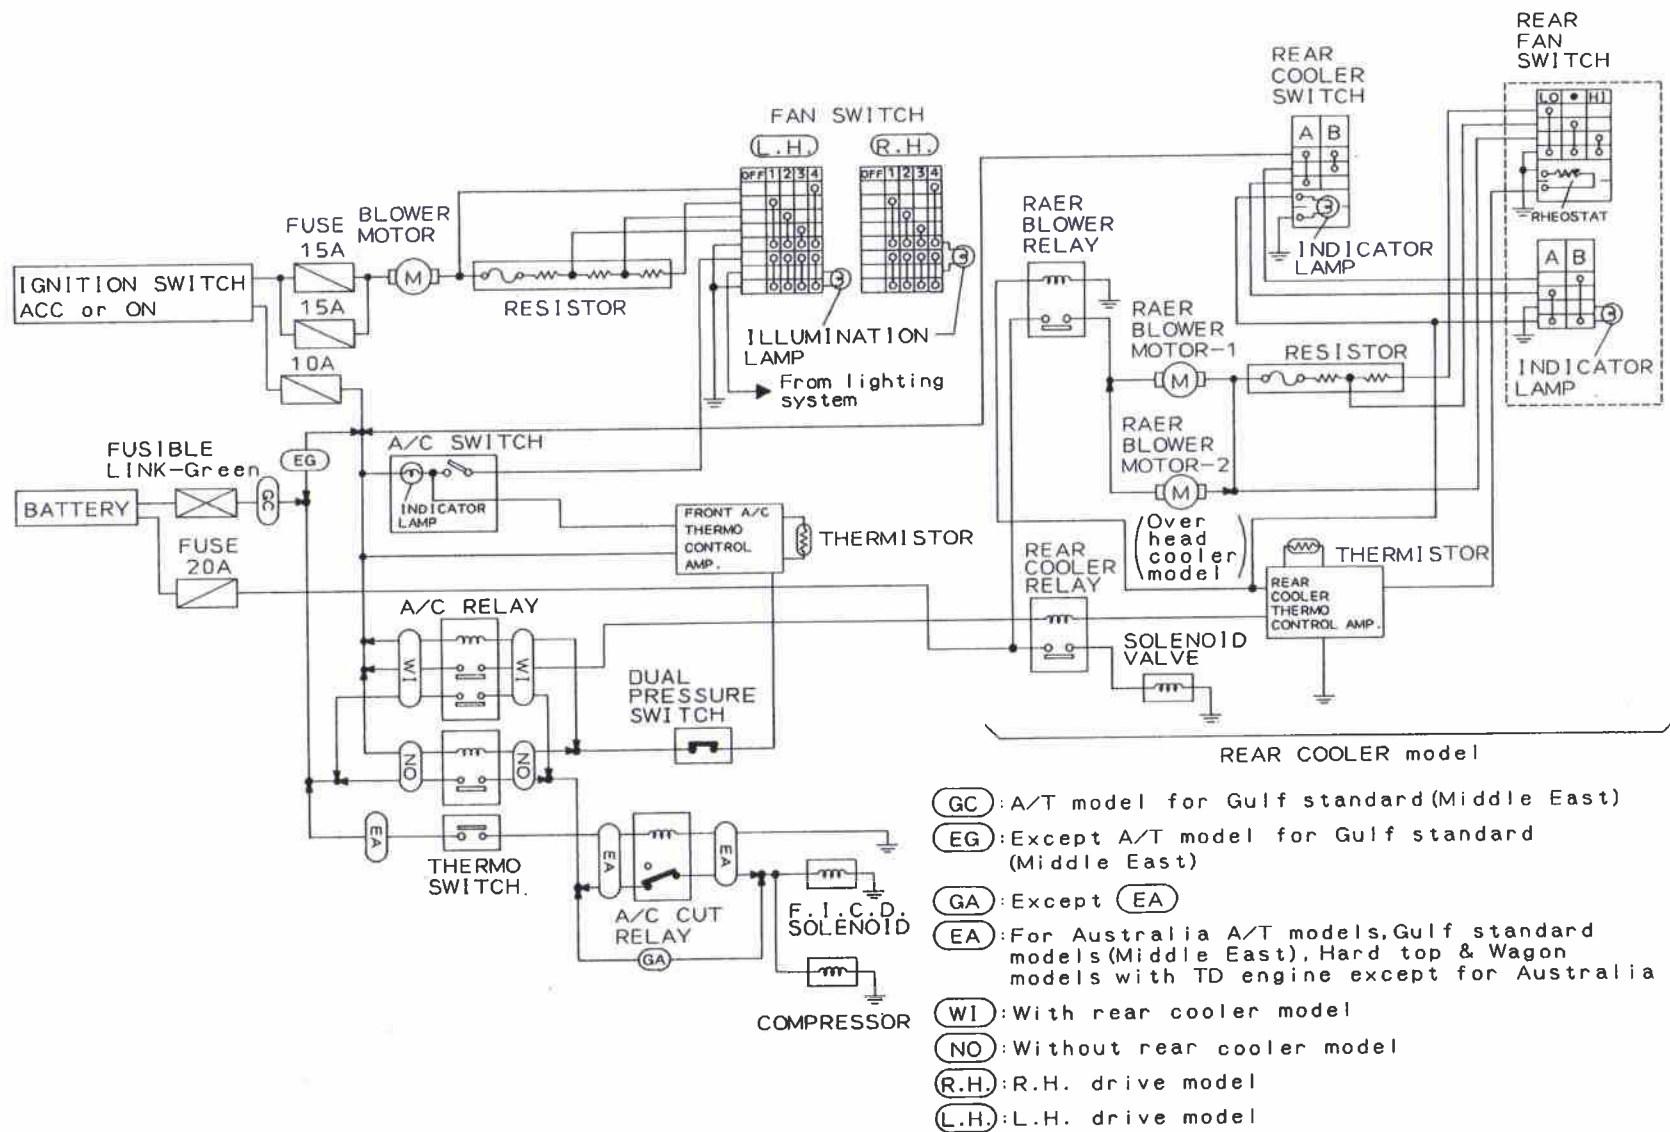 REAR
FAN
SWITCH
REAR
COOLER
SWITCH
FAN SWITCH
L.H.
R.H.
OFF 1 2 3 4
OFF 1 2 3 4
A B
LO • HI
RHEOSTAT
A B
INDICATOR
LAMP
INDICATOR
LAMP
RAER
BLOWER
RELAY
FUSE
15A
BLOWER
MOTOR
M
IGNITION SWITCH
ACC or ON
15A
10A
RESISTOR
ILLUMINATION
LAMP
From lighting
system
RAER
BLOWER
MOTOR-1
M
RESISTOR
RAER
BLOWER
MOTOR-2
M
(Over
head
cooler
model)
FUSIBLE
LINK-Green
EG
GC
BATTERY
FUSE
20A
A/C SWITCH
INDICATOR
LAMP
FRONT A/C
THERMO
CONTROL
AMP.
THERMISTOR
REAR
COOLER
RELAY
THERMISTOR
REAR
COOLER
THERMO
CONTROL AMP.
SOLENOID
VALVE
A/C RELAY
WI
WI
DUAL
PRESSURE
SWITCH
NO
NO
EA
THERMO
SWITCH.
EA
EA
A/C CUT
RELAY
GA
F.I.C.D.
SOLENOID
COMPRESSOR
REAR COOLER model
GC : A/T model for Gulf standard (Middle East)
EG : Except A/T model for Gulf standard
(Middle East)
GA : Except EA
EA : For Australia A/T models, Gulf standard
models (Middle East), Hard top & Wagon
models with TD engine except for Australia
WI : With rear cooler model
NO : Without rear cooler model
R.H. : R.H. drive model
L.H. : L.H. drive model